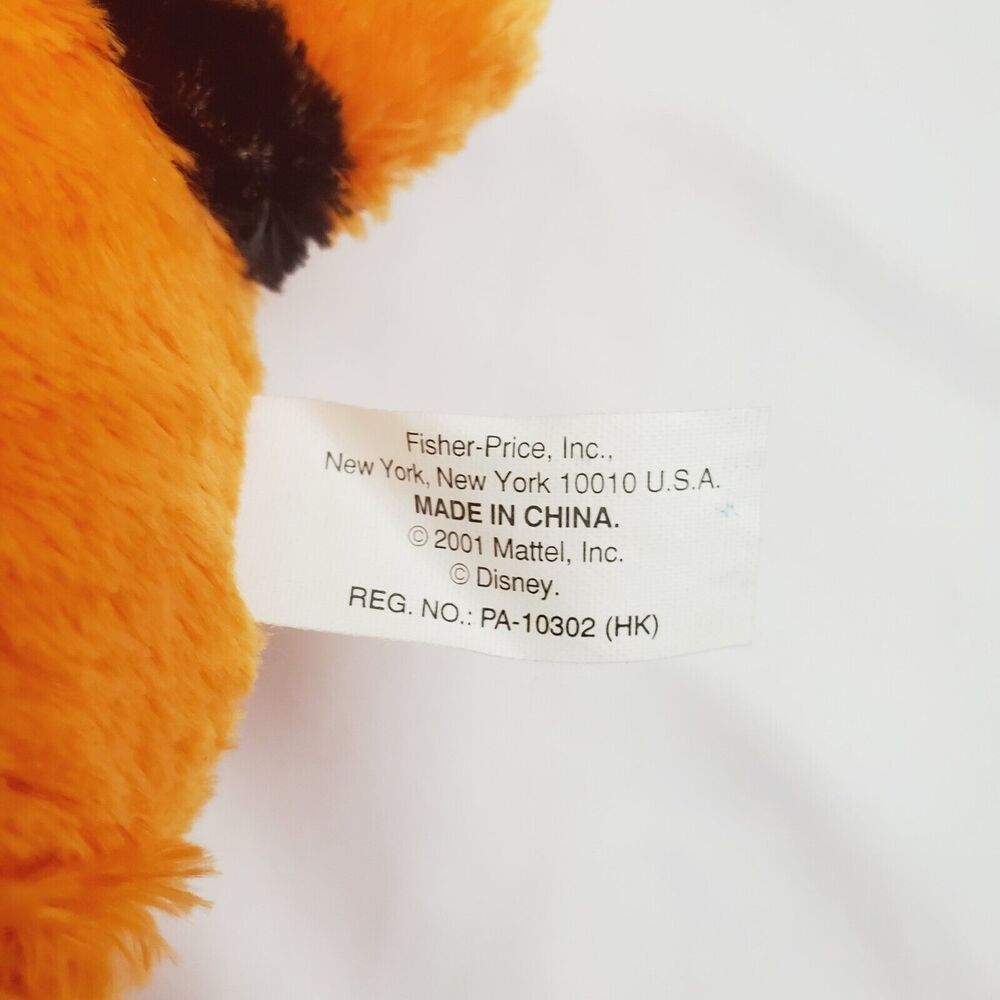 Fisher-Price, Inc.,
New York, New York 10010 U.S.A.
MADE IN CHINA.
© 2001 Mattel, Inc.
© Disney.
REG. NO.: PA-10302 (HK)